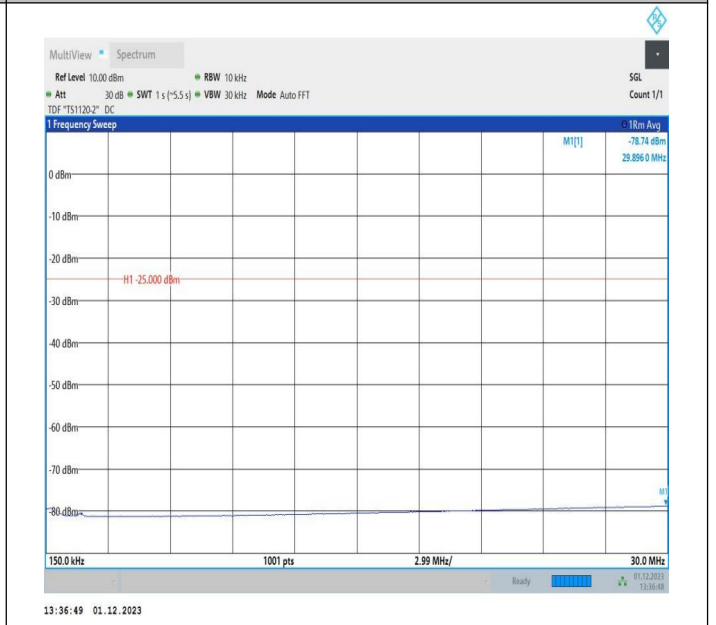 MultiView Spectrum
Ref Level 10.00 dBm RBW 10 kHz SGL
Att 30 dB SWT 1 s (~5.5 s) VBW 30 kHz Mode Auto FFT Count 1/1
TDF "TS1120-2" DC
1 Frequency Sweep 1Rm Avg
M1[1] -78.74 dBm
29.8960 MHz
0 dBm
-10 dBm
-20 dBm
H1 -25.000 dBm
-30 dBm
-40 dBm
-50 dBm
-60 dBm
-70 dBm
M1
-80 dBm
150.0 kHz 1001 pts 2.99 MHz/ 30.0 MHz
Ready 01.12.2023
13:36:48
13:36:49 01.12.2023